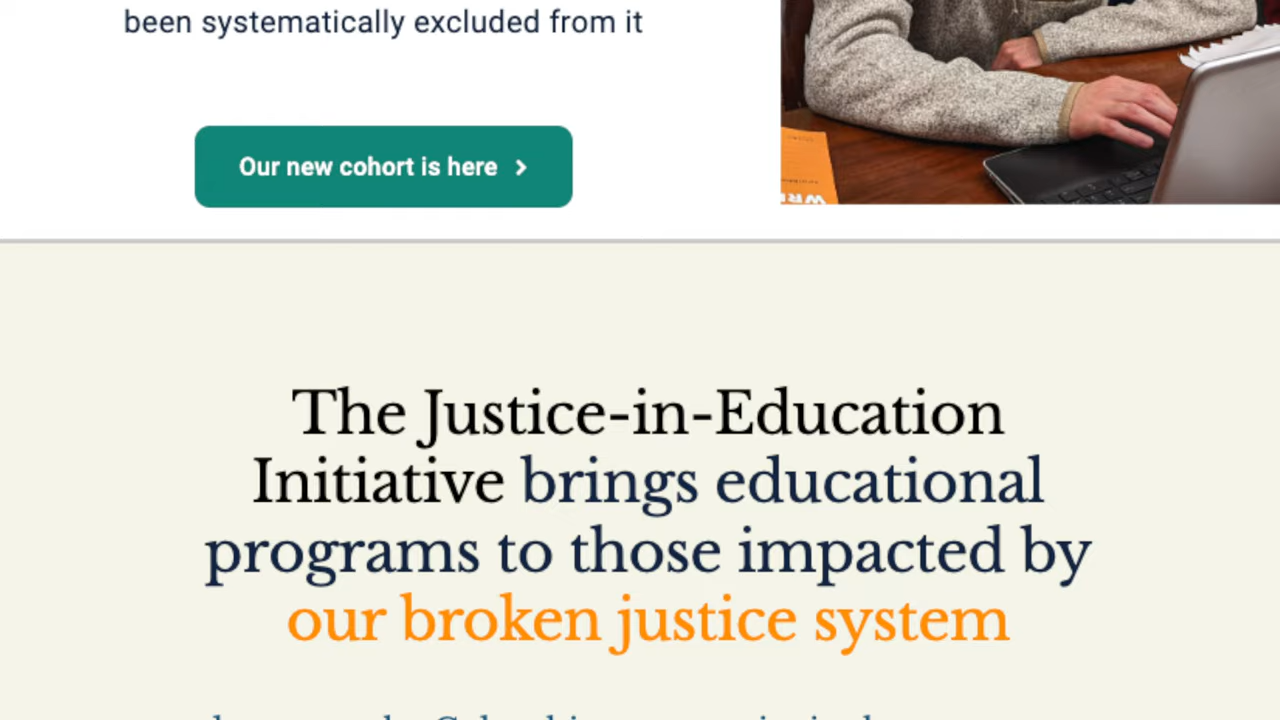 been systematically excluded from it
Our new cohort is here
The Justice-in-Education
Initiative brings educational
programs to those impacted by
our broken justice system